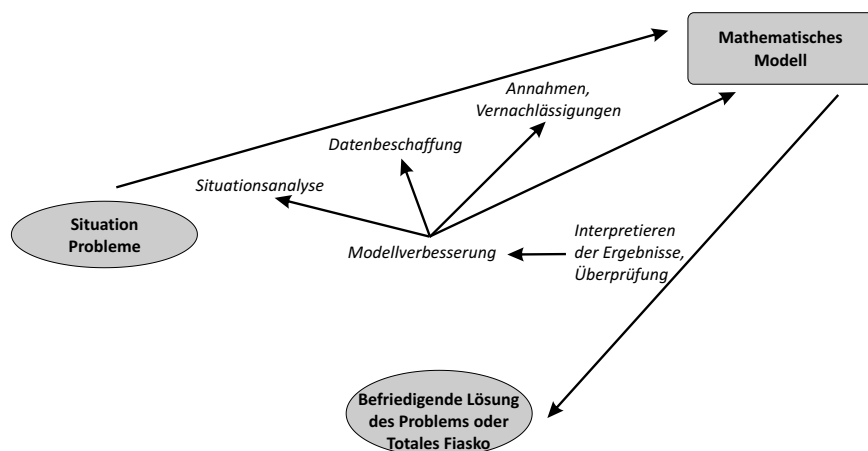 Mathematisches
Modell
Annahmen,
Vernachlässigungen
Datenbeschaffung
Situationsanalyse
Situation
Probleme
Modellverbesserung
Interpretieren
der Ergebnisse,
Überprüfung
Befriedigende Lösung
des Problems oder
Totales Fiasko